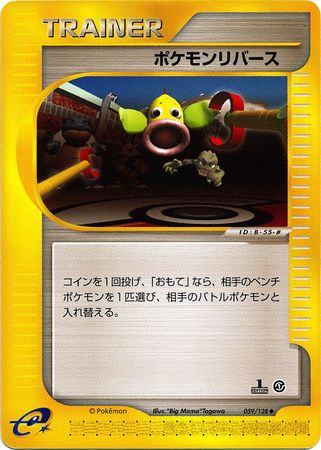 TRAINER
ポケモンリバース
ID:B-55-#
コインを1回投げ、「おもて」なら、相手のベンチ
ポケモンを1匹選び、相手のバトルポケモンと
入れ替える。
1
EDITION
e
©Pokémon
Illus."Big Mama"Tagawa
059/128◆